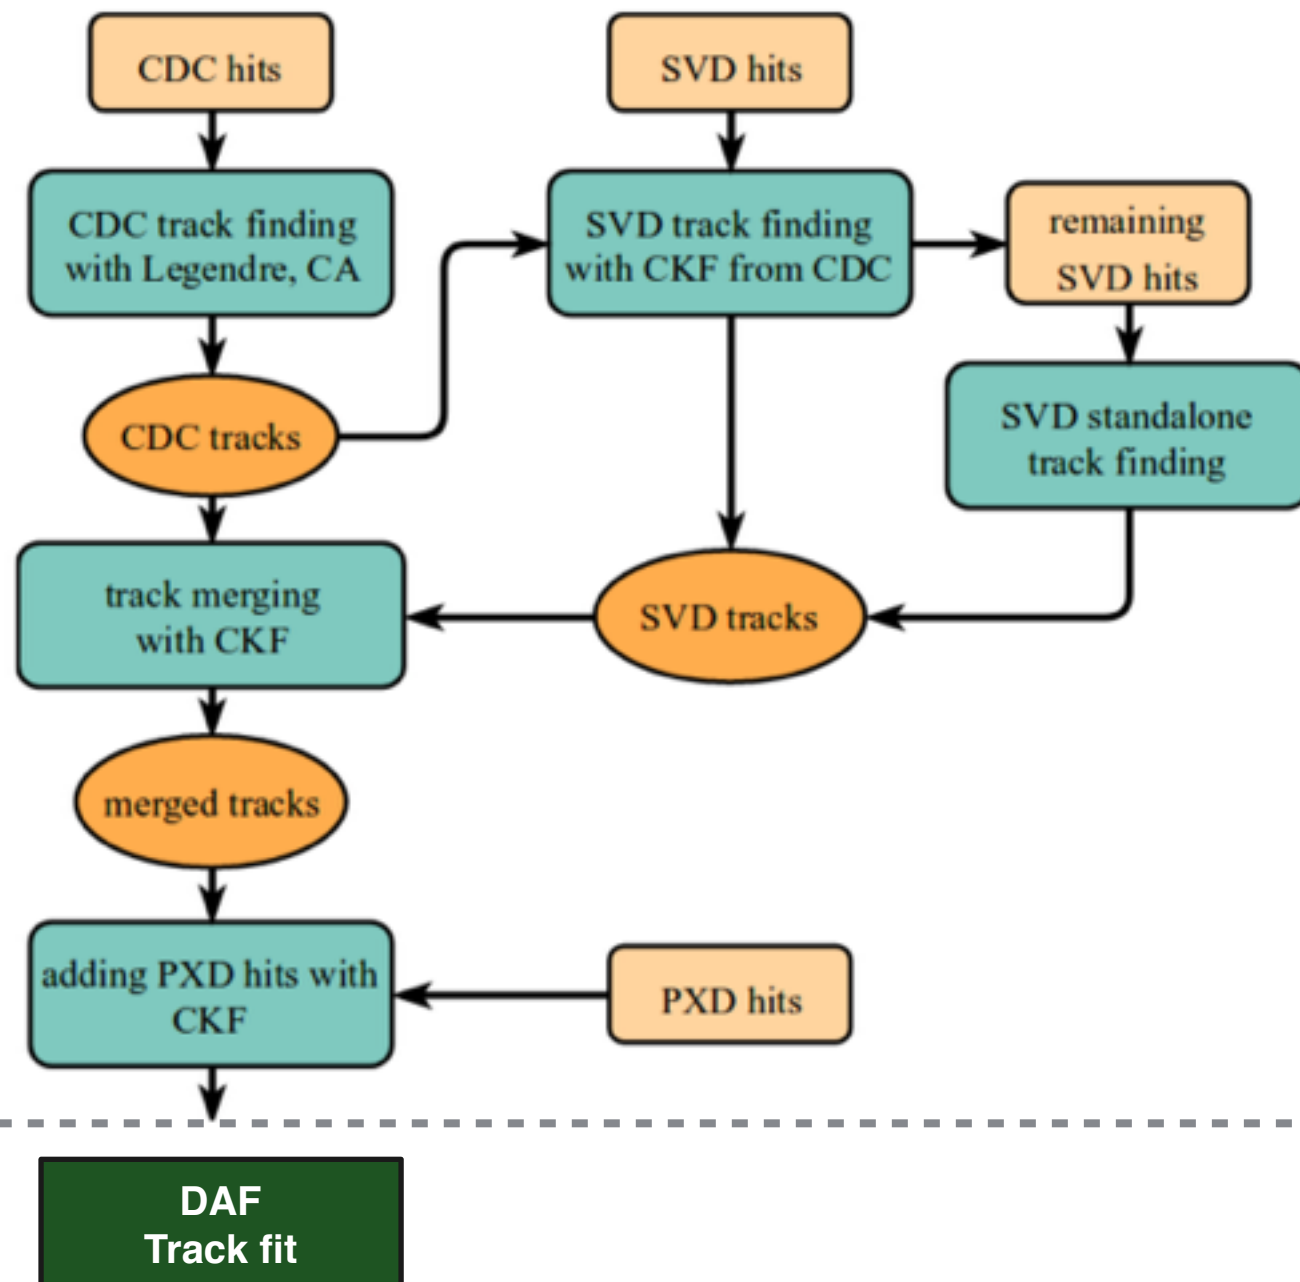 CDC hits
SVD hits
CDC track finding
with Legendre, CA
SVD track finding
with CKF from CDC
remaining
SVD hits
CDC tracks
SVD standalone
track finding
track merging
with CKF
SVD tracks
merged tracks
adding PXD hits with
CKF
PXD hits
DAF
Track fit